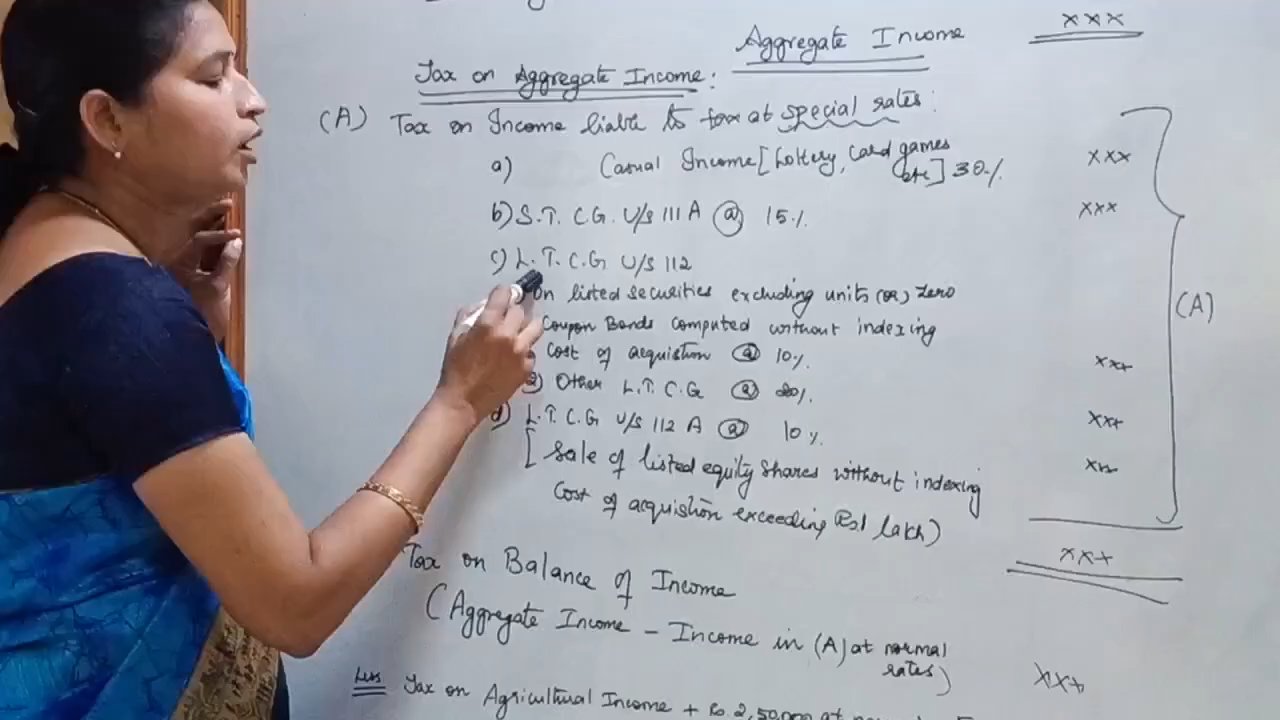 Aggregate Income xxx
Tax on Aggregate Income:
(A) Tax on Income liable to tax at special rates:
a) Casual Income [Lottery, Card games etc] 30% xxx
b) S.T.C.G. U/S 111 A @ 15% xxx
c) L.T.C.G U/S 112
on listed securities excluding units (or) Zero
Coupon Bonds computed without indexing
Cost of acquistion @ 10% xxx
2) Other L.T.C.G @ 20% xxx
d) L.T.C.G U/S 112 A @ 10% xxx
[Sale of listed equity shares without indexing
Cost of acquistion exceeding Rs1 lakh)
(A)
xxx
Tax on Balance of Income
(Aggregate Income - Income in (A) at normal
rates) xxx
Less Tax on Agricultural Income + Rs. 2,50,000 at